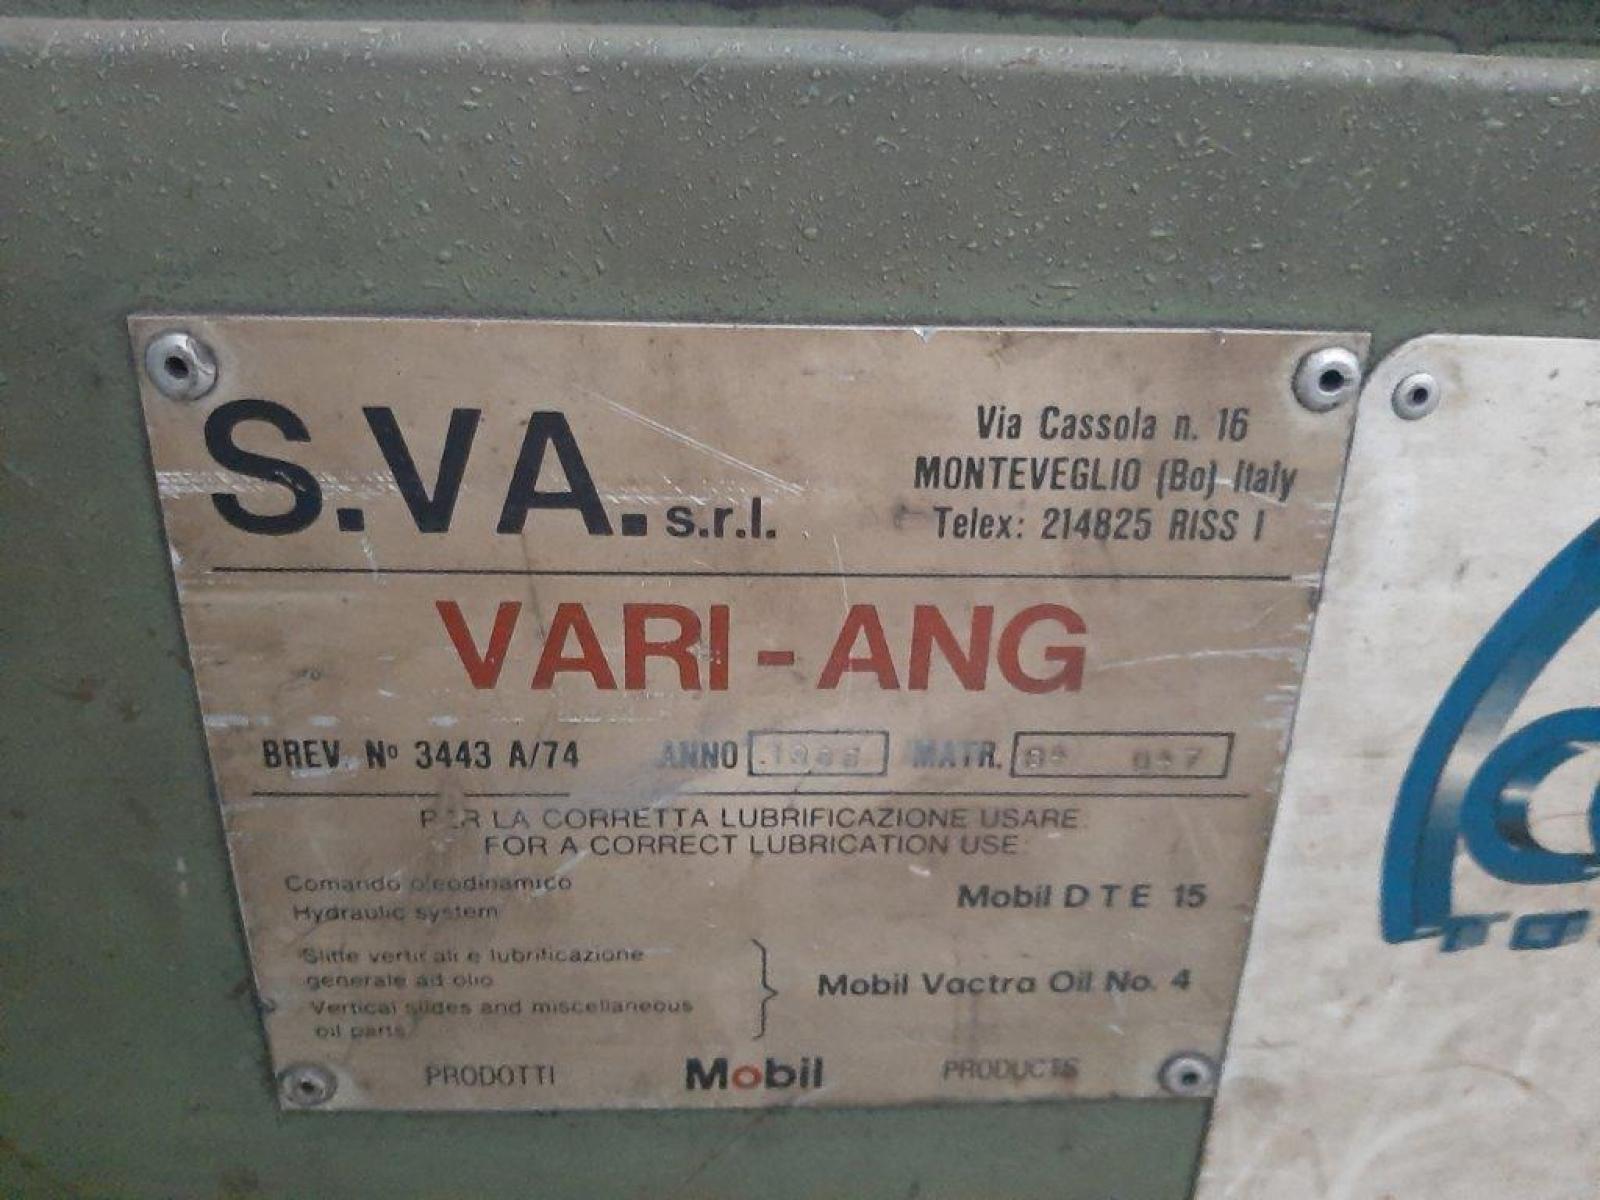 S.VA. s.r.l.
Via Cassola n. 16
MONTEVEGLIO (Bo) Italy
Telex: 214825 RISS I
VARI - ANG
BREV. Nº 3443 A/74 ANNO MATR.
PER LA CORRETTA LUBRIFICAZIONE USARE:
FOR A CORRECT LUBRICATION USE:
Comando oleodinamico
Hydraulic system
Mobil D T E 15
Slitte verticali e lubrificazione
generale ad olio
Vertical slides and miscellaneous
oil parts
Mobil Vactra Oil No. 4
PRODOTTI Mobil PRODUCTS